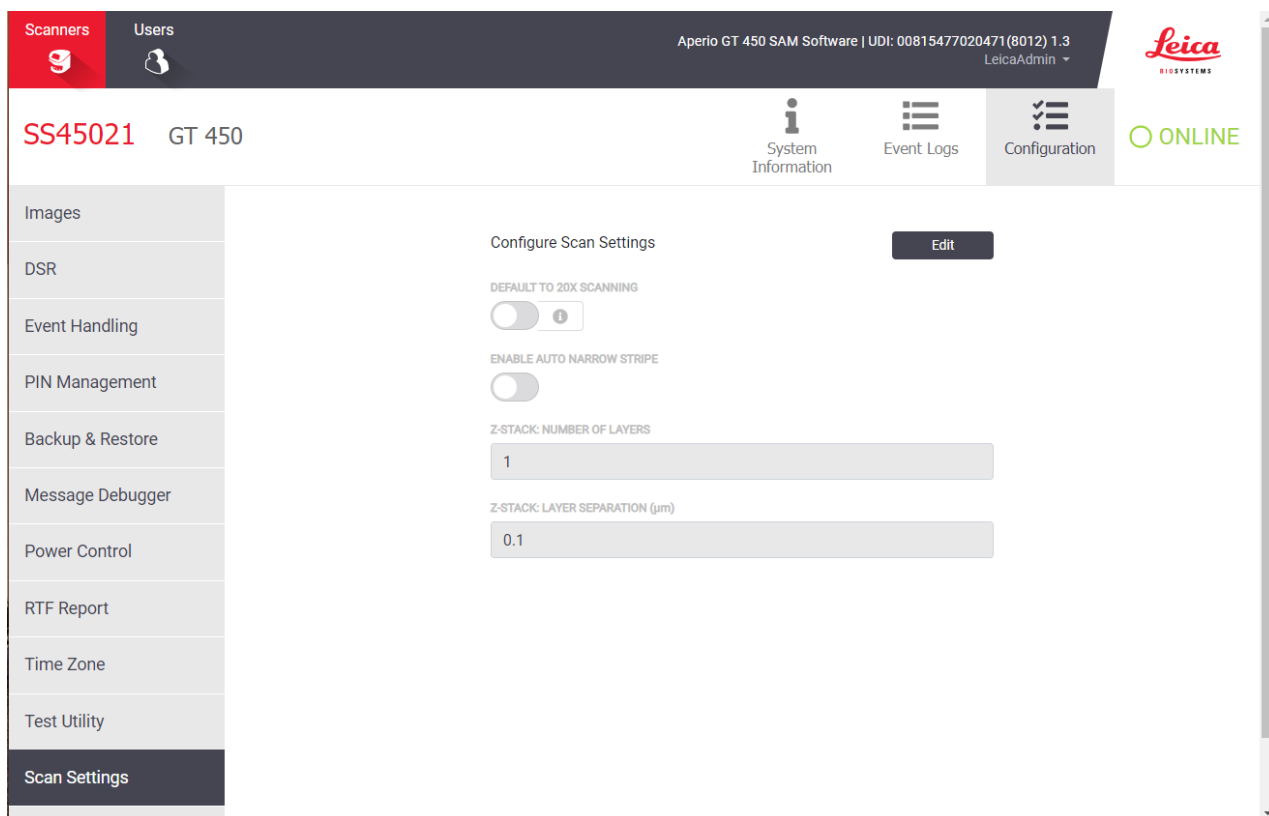 Scanners
Users
Aperio GT 450 SAM Software | UDI: 00815477020471(8012) 1.3
LeicaAdmin
Leica
BIOSYSTEMS
SS45021 GT 450
System
Information
Event Logs
Configuration
ONLINE
Images
DSR
Event Handling
PIN Management
Backup & Restore
Message Debugger
Power Control
RTF Report
Time Zone
Test Utility
Scan Settings
Configure Scan Settings
Edit
DEFAULT TO 20X SCANNING
ENABLE AUTO NARROW STRIPE
Z-STACK: NUMBER OF LAYERS
1
Z-STACK: LAYER SEPARATION (µm)
0.1